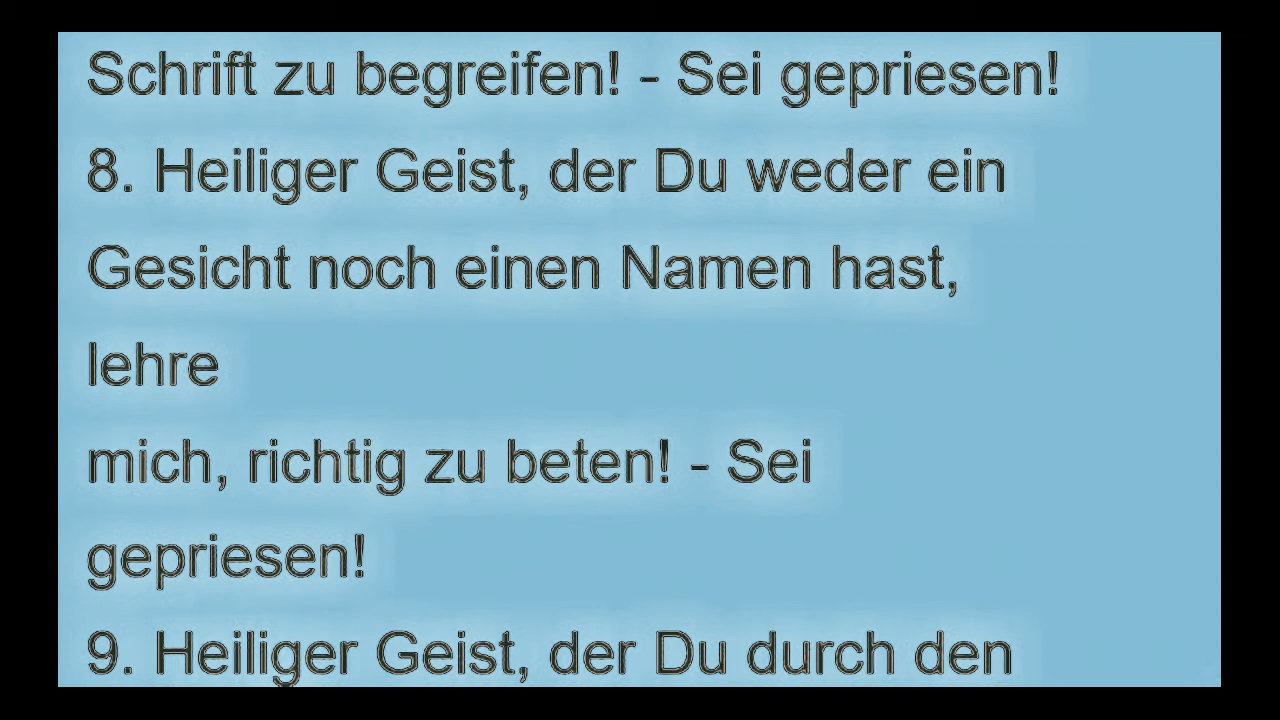 Schrift zu begreifen! - Sei gepriesen!
8. Heiliger Geist, der Du weder ein
Gesicht noch einen Namen hast,
lehre
mich, richtig zu beten! - Sei
gepriesen!
9. Heiliger Geist, der Du durch den